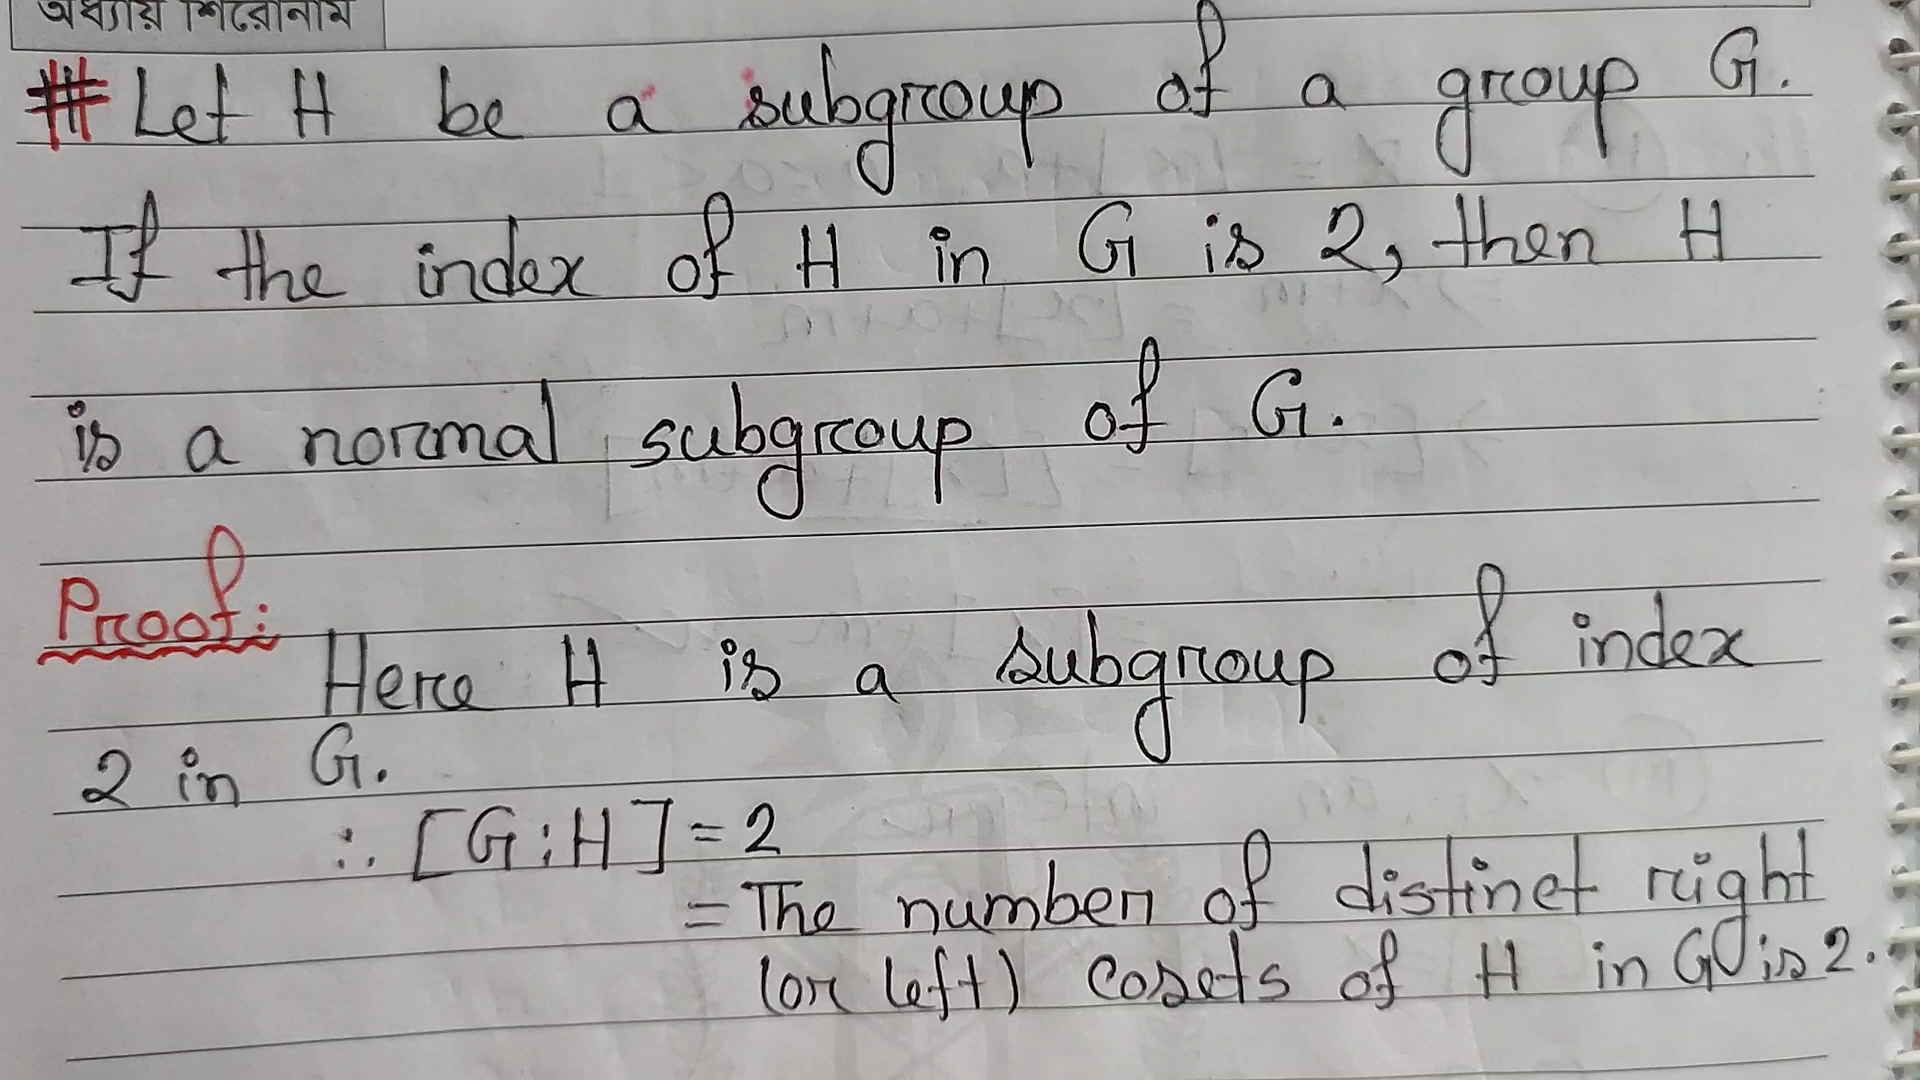 অধ্যায় শিরোনাম
# Let H be a subgroup of a group G.
If the index of H in G is 2, then H
is a normal subgroup of G.
Proof:
Here H is a subgroup of index
2 in G.
∴ [G:H] = 2
= The number of distinct right
(or left) cosets of H in G is 2.